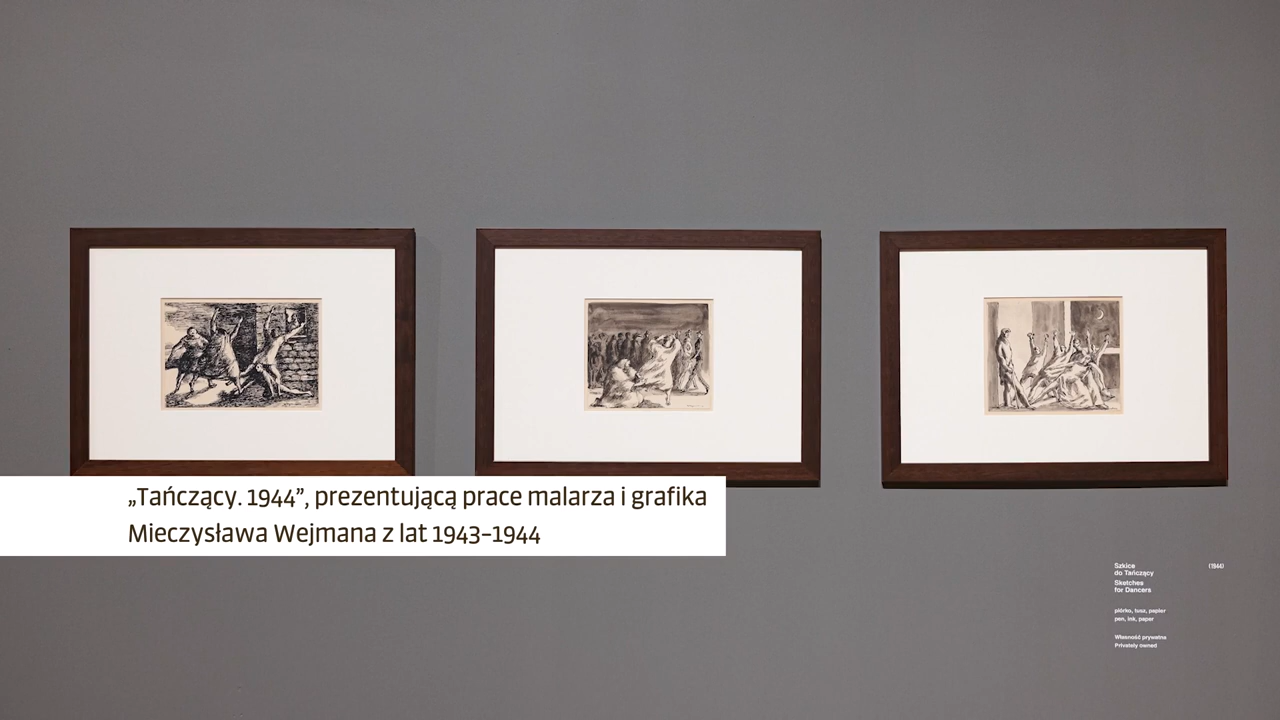 „Tańczący. 1944”, prezentującą prace malarza i grafika
Mieczysława Wejmana z lat 1943–1944
Szkice (1944)
do Tańczący
Sketches
for Dancers
piórko, tusz, papier
pen, ink, paper
Własność prywatna
Privately owned